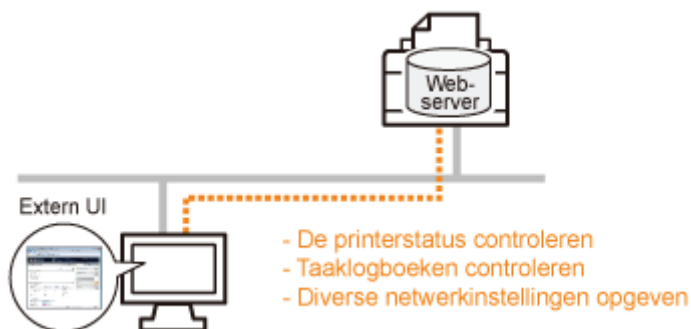 Web-
server
Extern UI
- De printerstatus controleren
- Taaklogboeken controleren
- Diverse netwerkinstellingen opgeven